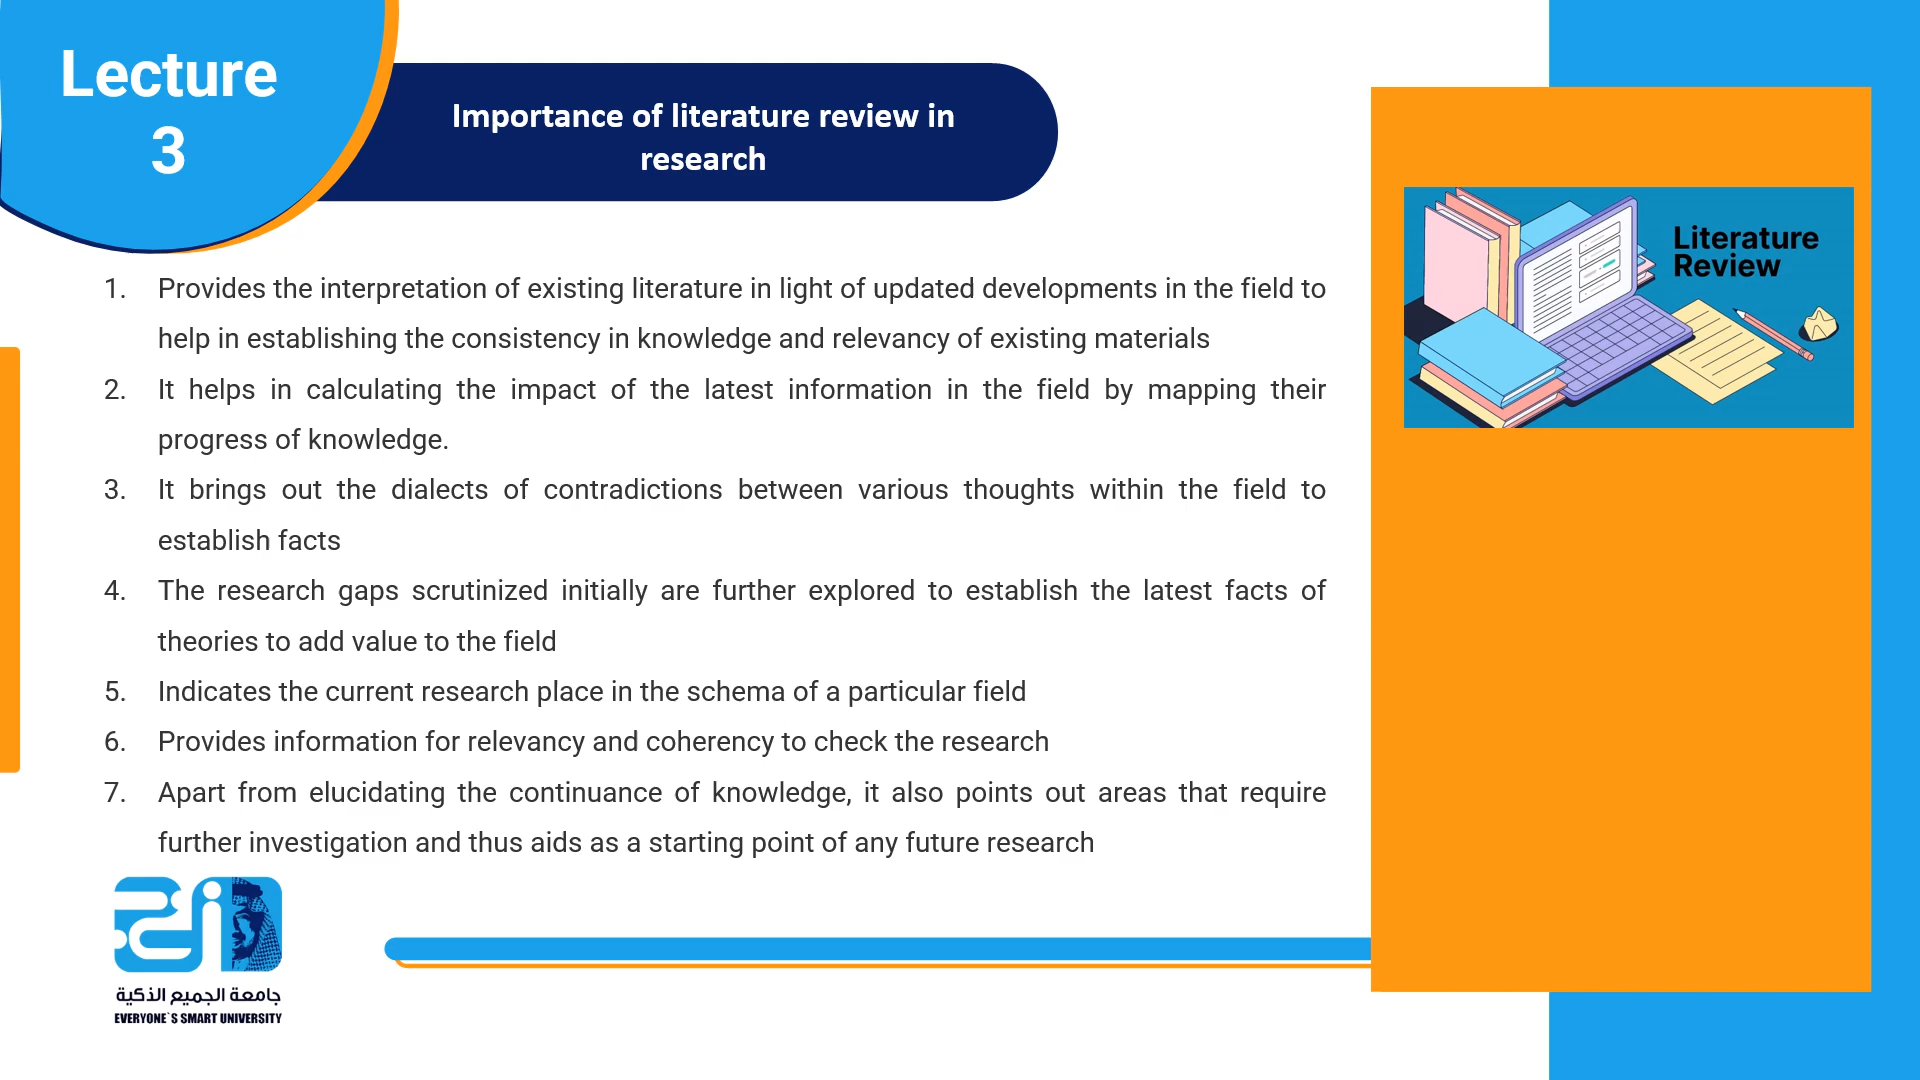 Lecture
3
Importance of literature review in
research
Literature
Review
1. Provides the interpretation of existing literature in light of updated developments in the field to
help in establishing the consistency in knowledge and relevancy of existing materials
2. It helps in calculating the impact of the latest information in the field by mapping their
progress of knowledge.
3. It brings out the dialects of contradictions between various thoughts within the field to
establish facts
4. The research gaps scrutinized initially are further explored to establish the latest facts of
theories to add value to the field
5. Indicates the current research place in the schema of a particular field
6. Provides information for relevancy and coherency to check the research
7. Apart from elucidating the continuance of knowledge, it also points out areas that require
further investigation and thus aids as a starting point of any future research
جامعة الجميع الذكية
EVERYONE`S SMART UNIVERSITY